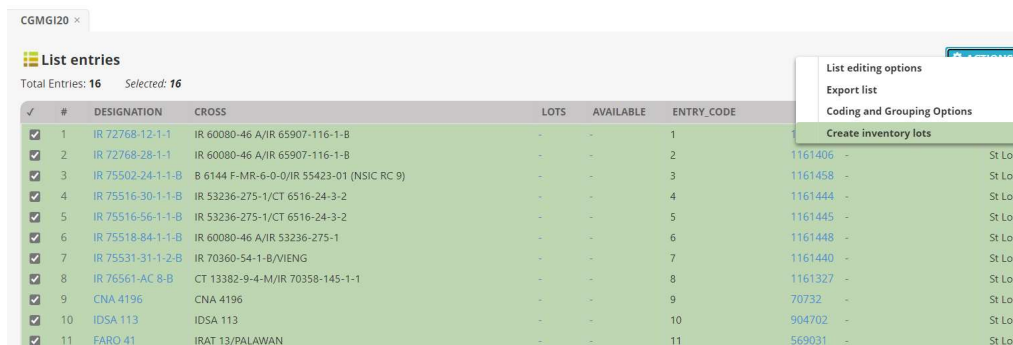 CGMGI20 ×
List entries
Total Entries: 16 Selected: 16
ACTIONS
List editing options
Export list
Coding and Grouping Options
Create inventory lots
✓ # DESIGNATION CROSS LOTS AVAILABLE ENTRY_CODE
1 IR 72768-12-1-1 IR 60080-46 A/IR 65907-116-1-B - - 1
2 IR 72768-28-1-1 IR 60080-46 A/IR 65907-116-1-B - - 2 1161406 - St Lo
3 IR 75502-24-1-1-B B 6144 F-MR-6-0-0/IR 55423-01 (NSIC RC 9) - - 3 1161458 - St Lo
4 IR 75516-30-1-1-B IR 53236-275-1/CT 6516-24-3-2 - - 4 1161444 - St Lo
5 IR 75516-56-1-1-B IR 53236-275-1/CT 6516-24-3-2 - - 5 1161445 - St Lo
6 IR 75518-84-1-1-B IR 60080-46 A/IR 53236-275-1 - - 6 1161448 - St Lo
7 IR 75531-31-1-2-B IR 70360-54-1-B/VIENG - - 7 1161440 - St Lo
8 IR 76561-AC 8-B CT 13382-9-4-M/IR 70358-145-1-1 - - 8 1161327 - St Lo
9 CNA 4196 CNA 4196 - - 9 70732 - St Lo
10 IDSA 113 IDSA 113 - - 10 904702 - St Lo
11 FARO 41 IRAT 13/PALAWAN - - 11 569031 - St Lo